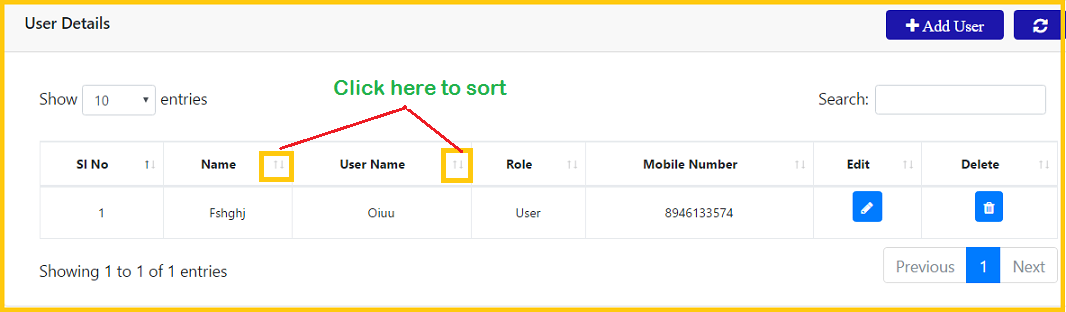 User Details
Add User
Click here to sort
Show 10 entries
Search:
Sl No Name User Name Role Mobile Number Edit Delete
1 Fshghj Oiuu User 8946133574
Showing 1 to 1 of 1 entries
Previous 1 Next